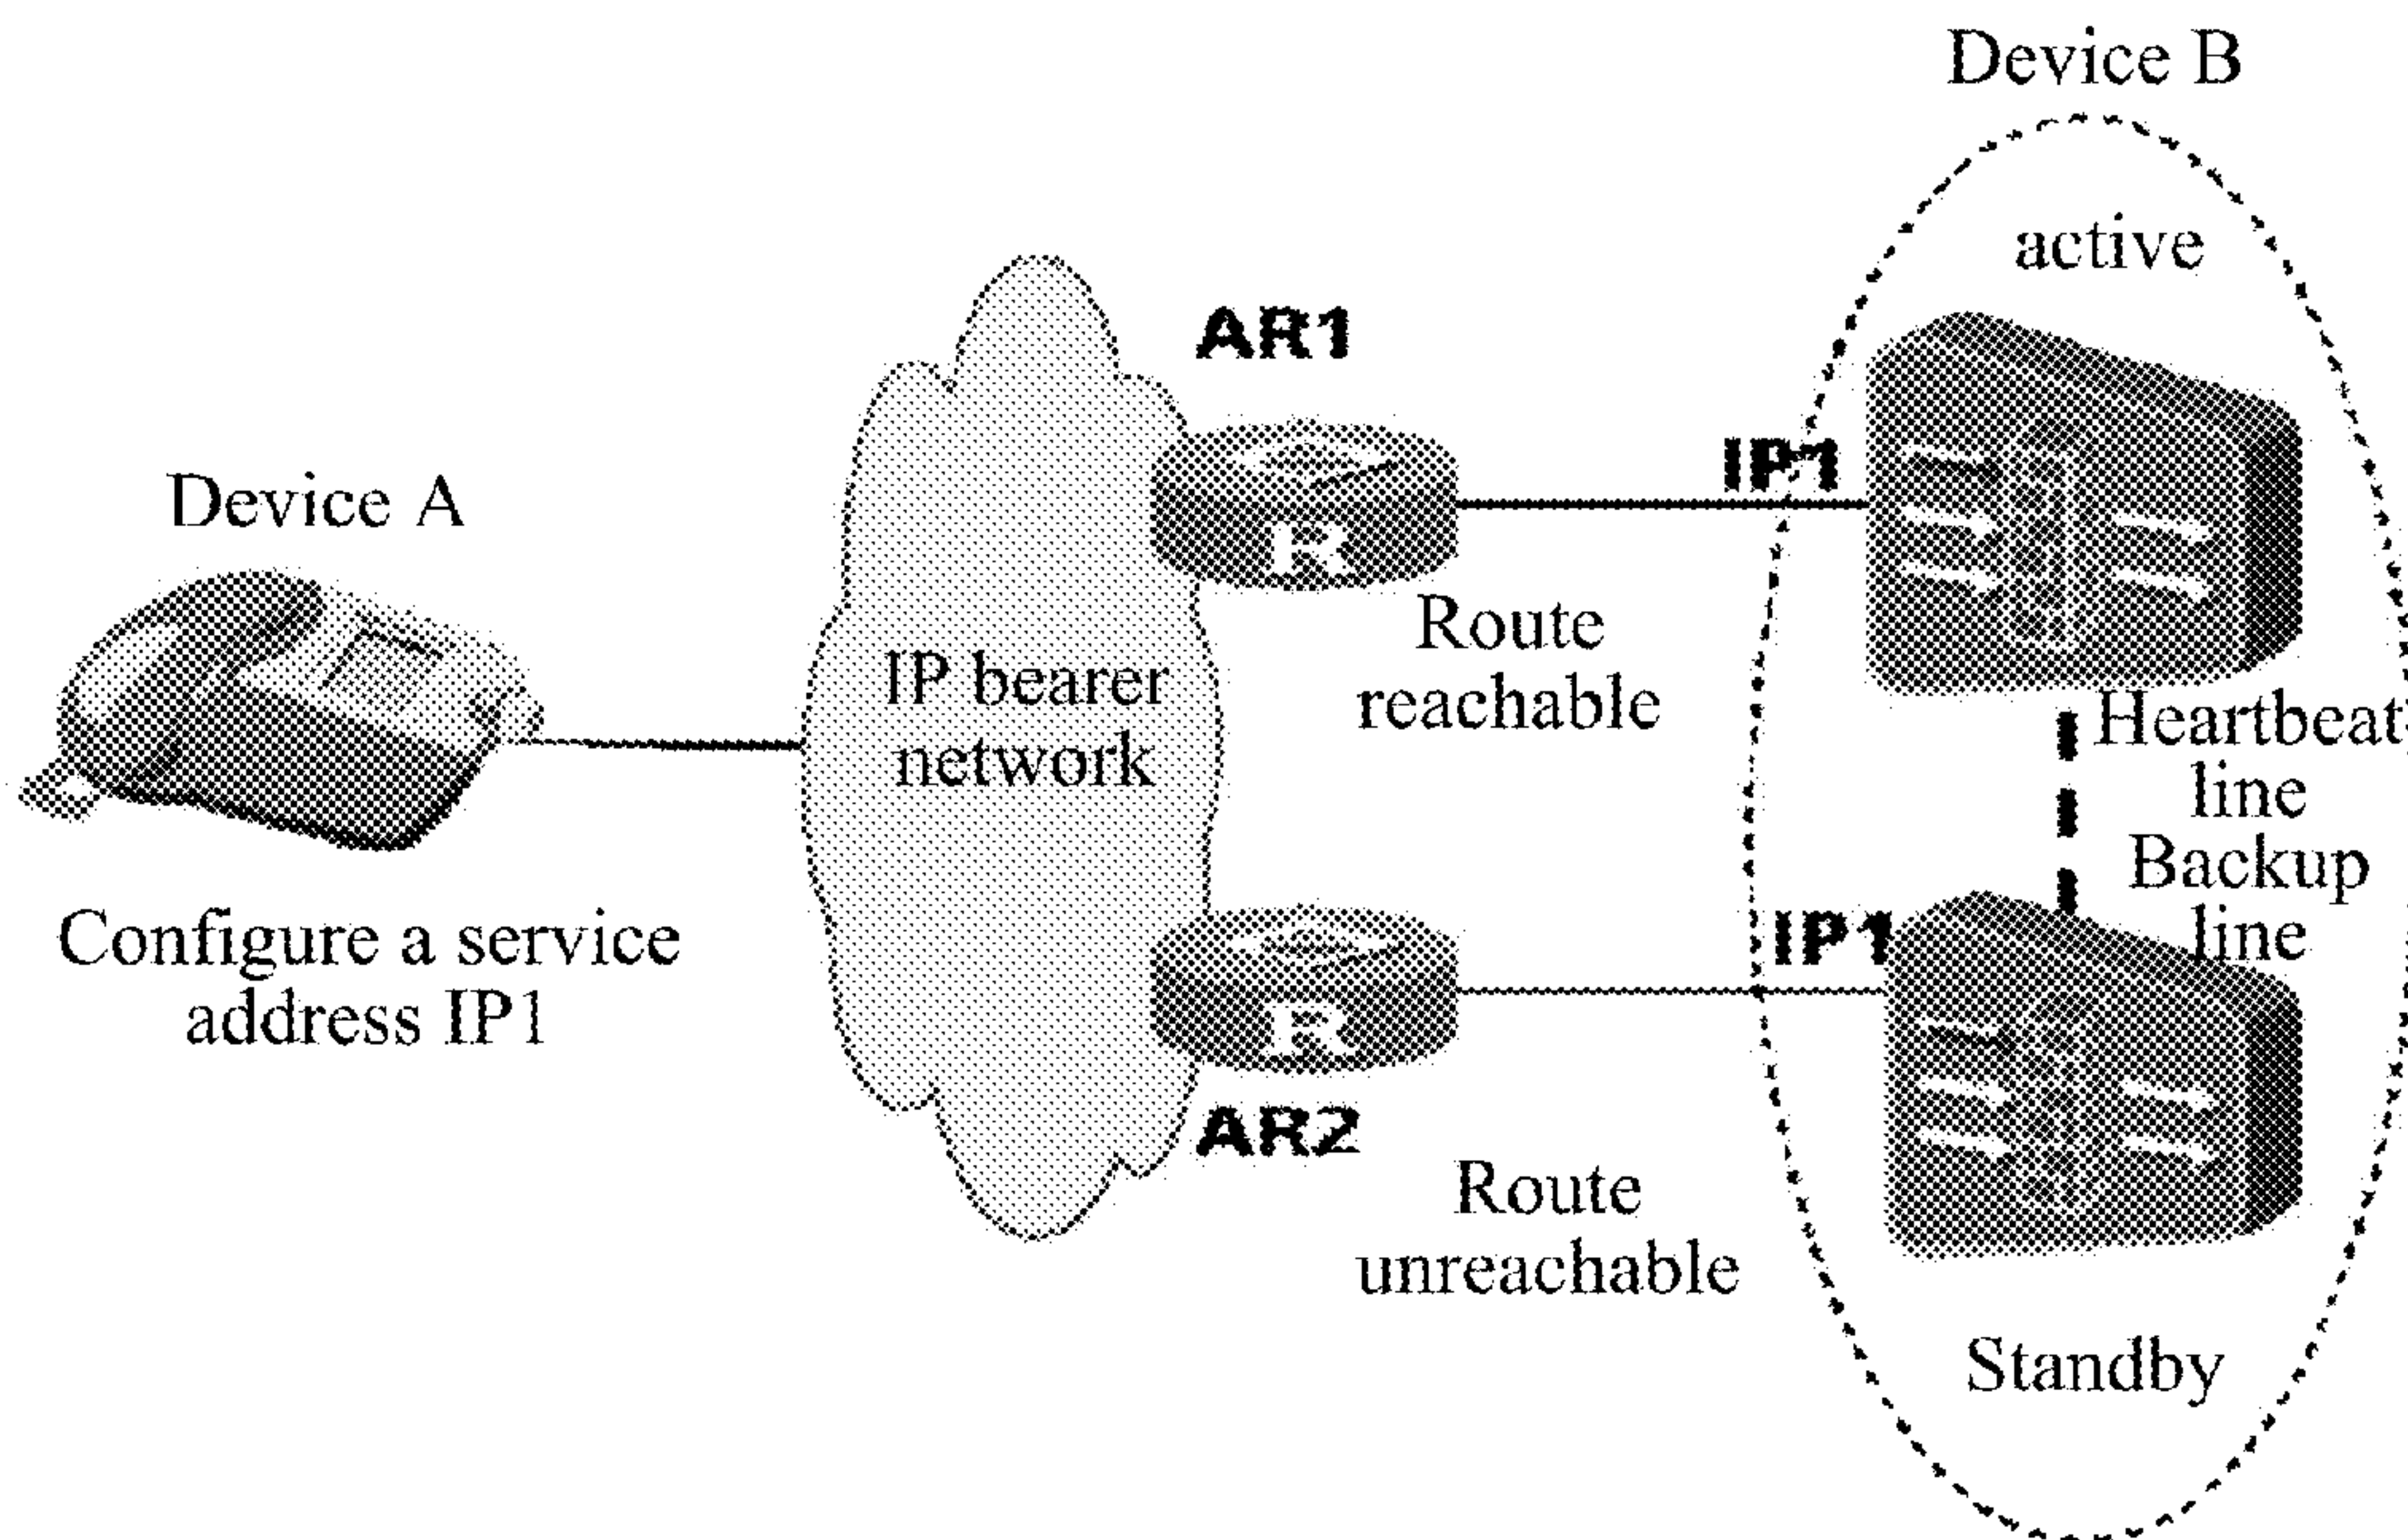 Device B
active
AR1
IP1
Device A
R
Route
reachable
IP bearer
network
Heartbeat
line
Backup
line
Configure a service
address IP1
IP1
R
AR2
Route
unreachable
Standby